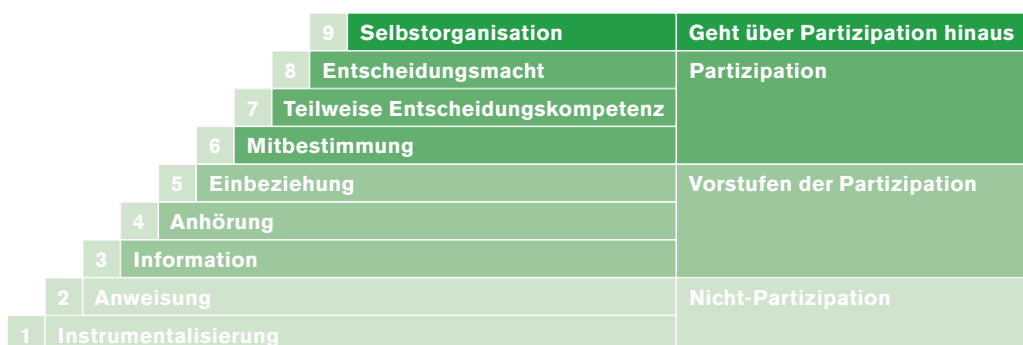 9 Selbstorganisation Geht über Partizipation hinaus
8 Entscheidungsmacht Partizipation
7 Teilweise Entscheidungskompetenz
6 Mitbestimmung
5 Einbeziehung Vorstufen der Partizipation
4 Anhörung
3 Information
2 Anweisung Nicht-Partizipation
1 Instrumentalisierung